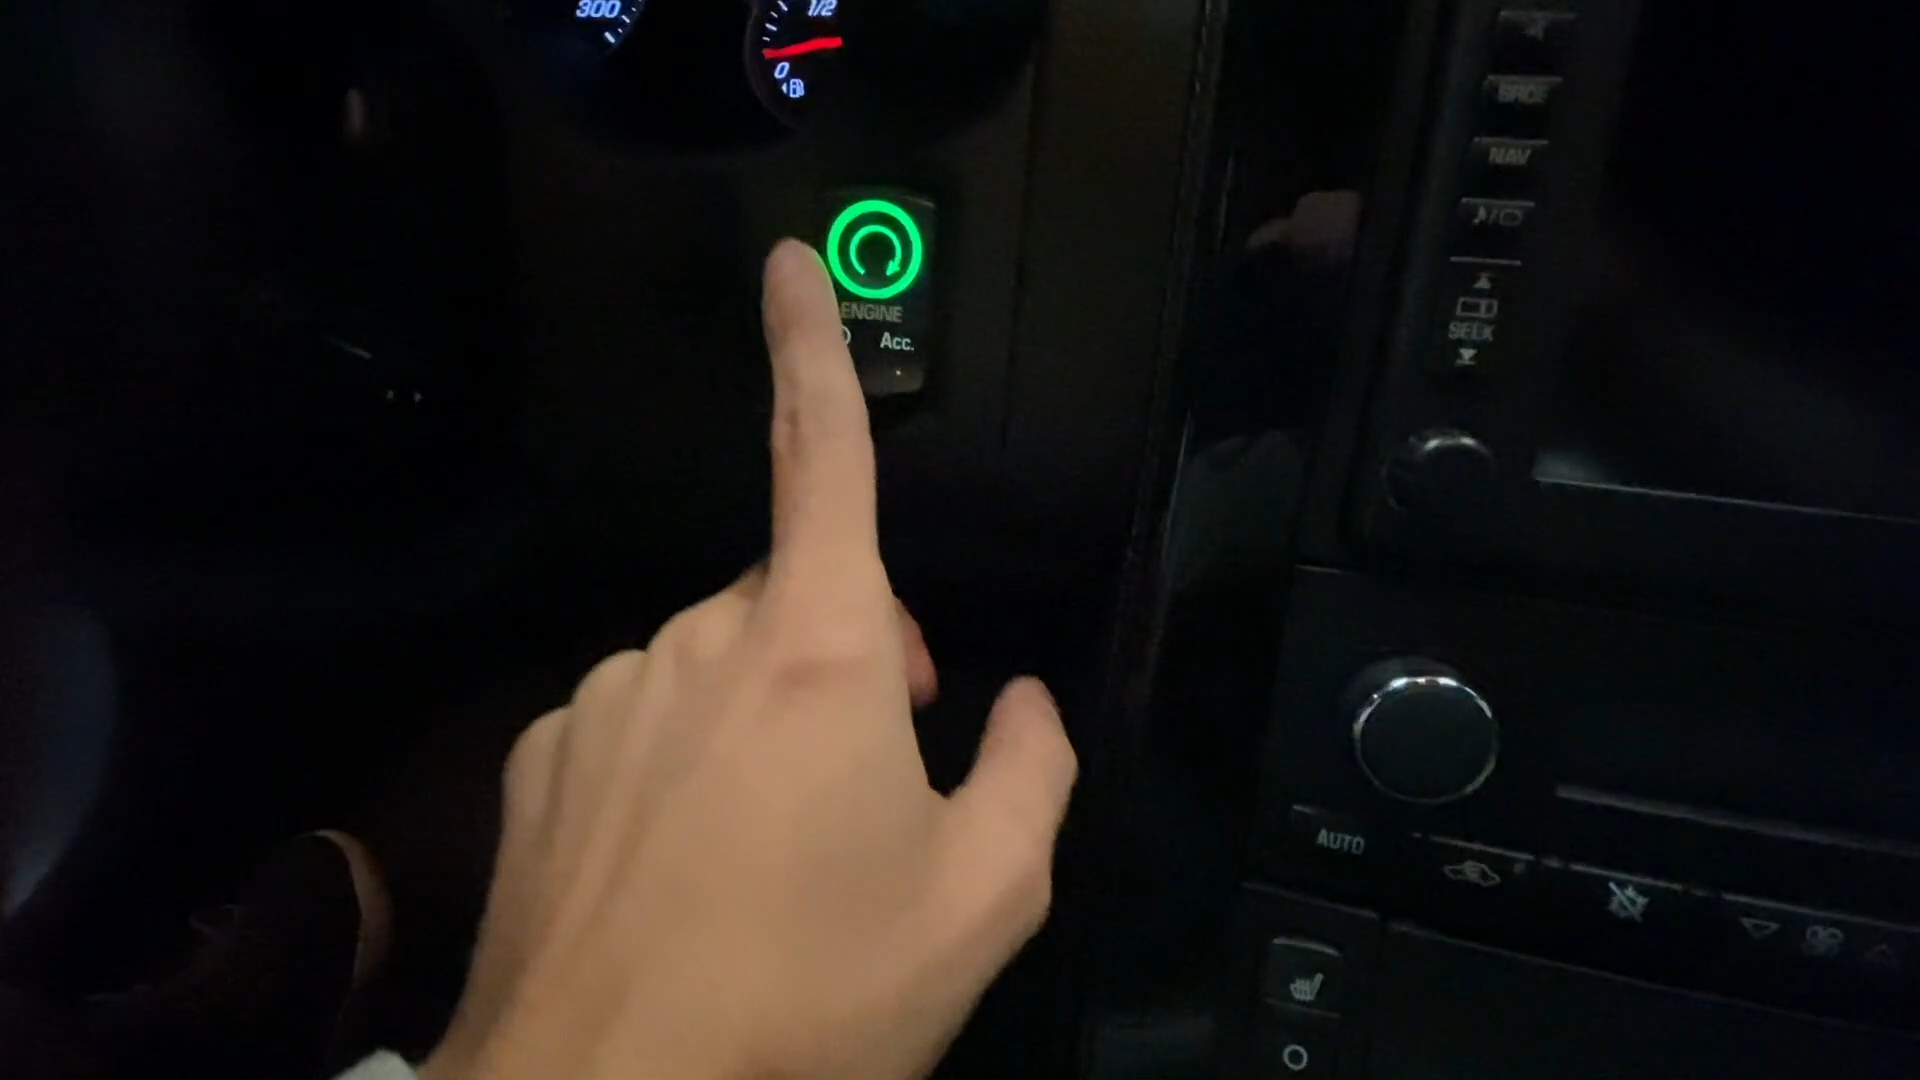 300
1/2
0
ENGINE
Acc.
NAV
SEEK
AUTO